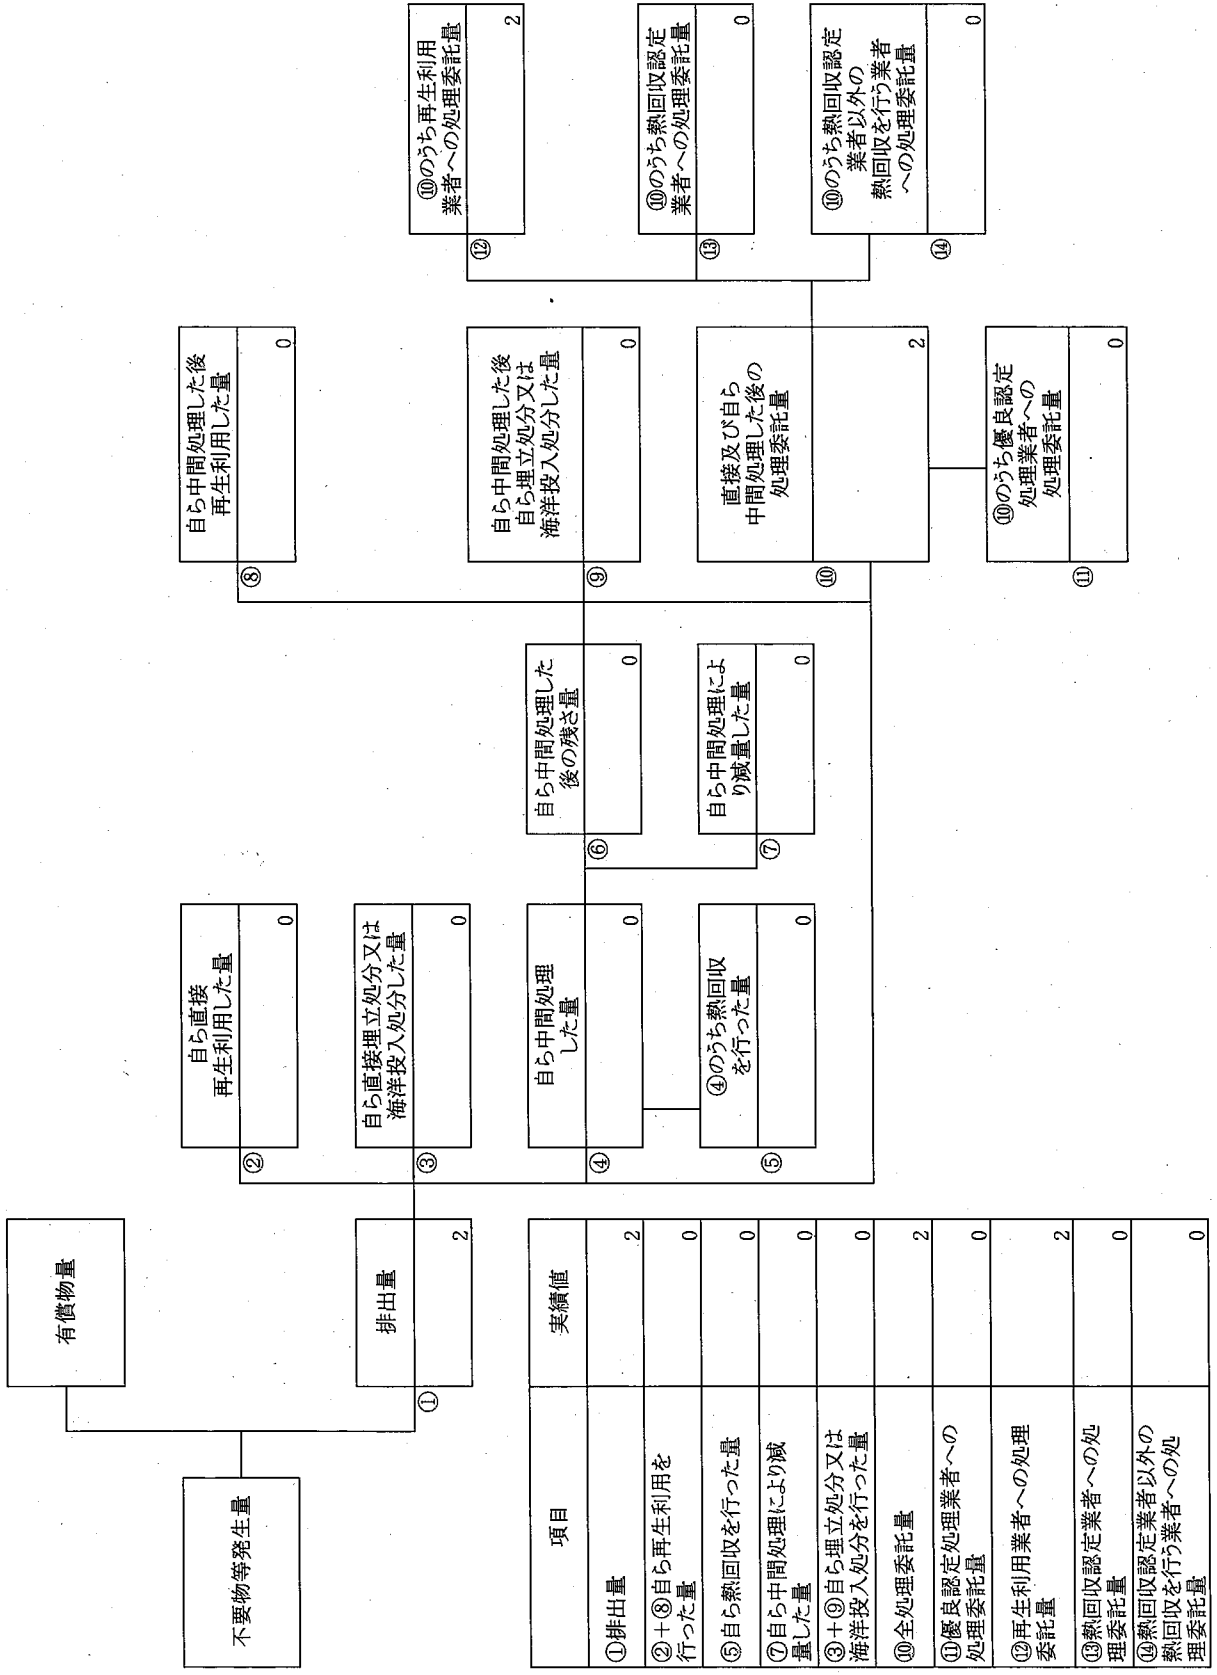 有償物量
不要物等発生量
①
排出量
2
②
自ら直接
再生利用した量
0
③
自ら直接埋立処分又は
海洋投入処分した量
0
④
自ら中間処理
した量
0
⑤
④のうち熱回収
を行った量
0
⑥
自ら中間処理した
後の残さ量
0
⑦
自ら中間処理によ
り減量した量
0
⑧
自ら中間処理した後
再生利用した量
0
⑨
自ら中間処理した後
自ら埋立処分又は
海洋投入処分した量
0
⑩
直接及び自ら
中間処理した後の
処理委託量
2
⑪
⑩のうち優良認定
処理業者への
処理委託量
0
⑫
⑩のうち再生利用
業者への処理委託量
2
⑬
⑩のうち熱回収認定
業者への処理委託量
0
⑭
⑩のうち熱回収認定
業者以外の
熱回収を行う業者
への処理委託量
0
項目
実績値
①排出量
2
②+⑧自ら再生利用を
行った量
0
⑤自ら熱回収を行った量
0
⑦自ら中間処理により減
量した量
0
③+⑨自ら埋立処分又は
海洋投入処分を行った量
0
⑩全処理委託量
2
⑪優良認定処理業者への
処理委託量
0
⑫再生利用業者への処理
委託量
2
⑬熱回収認定業者への処
理委託量
0
⑭熱回収認定業者以外の
熱回収を行う業者への処
理委託量
0